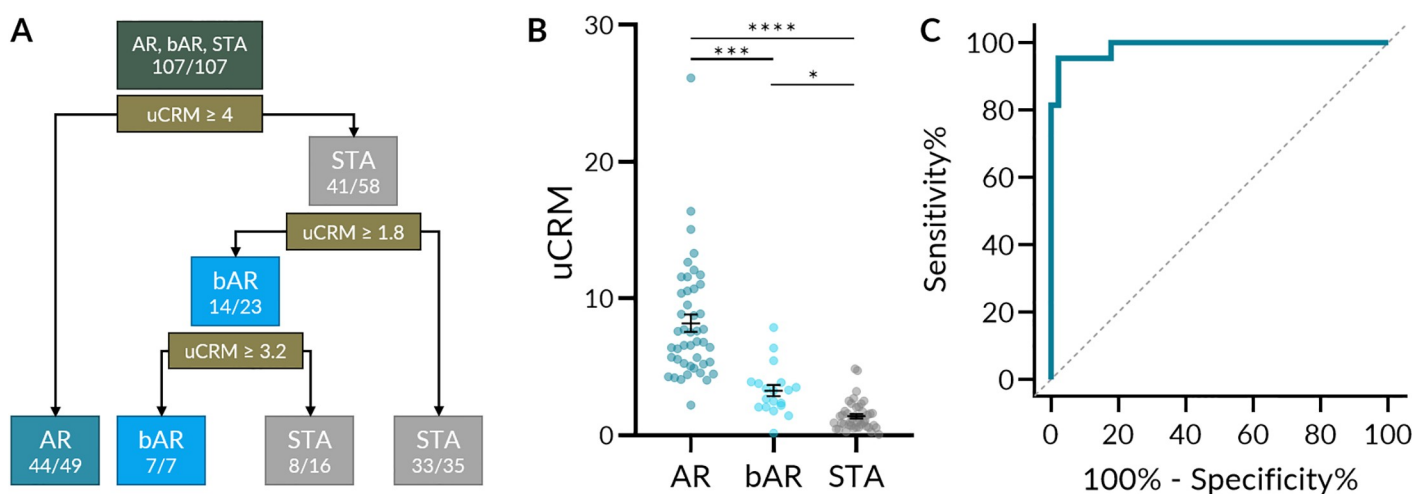 A
AR, bAR, STA
107/107
uCRM ≥ 4
STA
41/58
uCRM ≥ 1.8
bAR
14/23
uCRM ≥ 3.2
AR
44/49
bAR
7/7
STA
8/16
STA
33/35
B
30
20
10
0
uCRM
****
***
*
AR bAR STA
C
100
80
60
40
20
0
Sensitivity%
0 20 40 60 80 100
100% - Specificity%